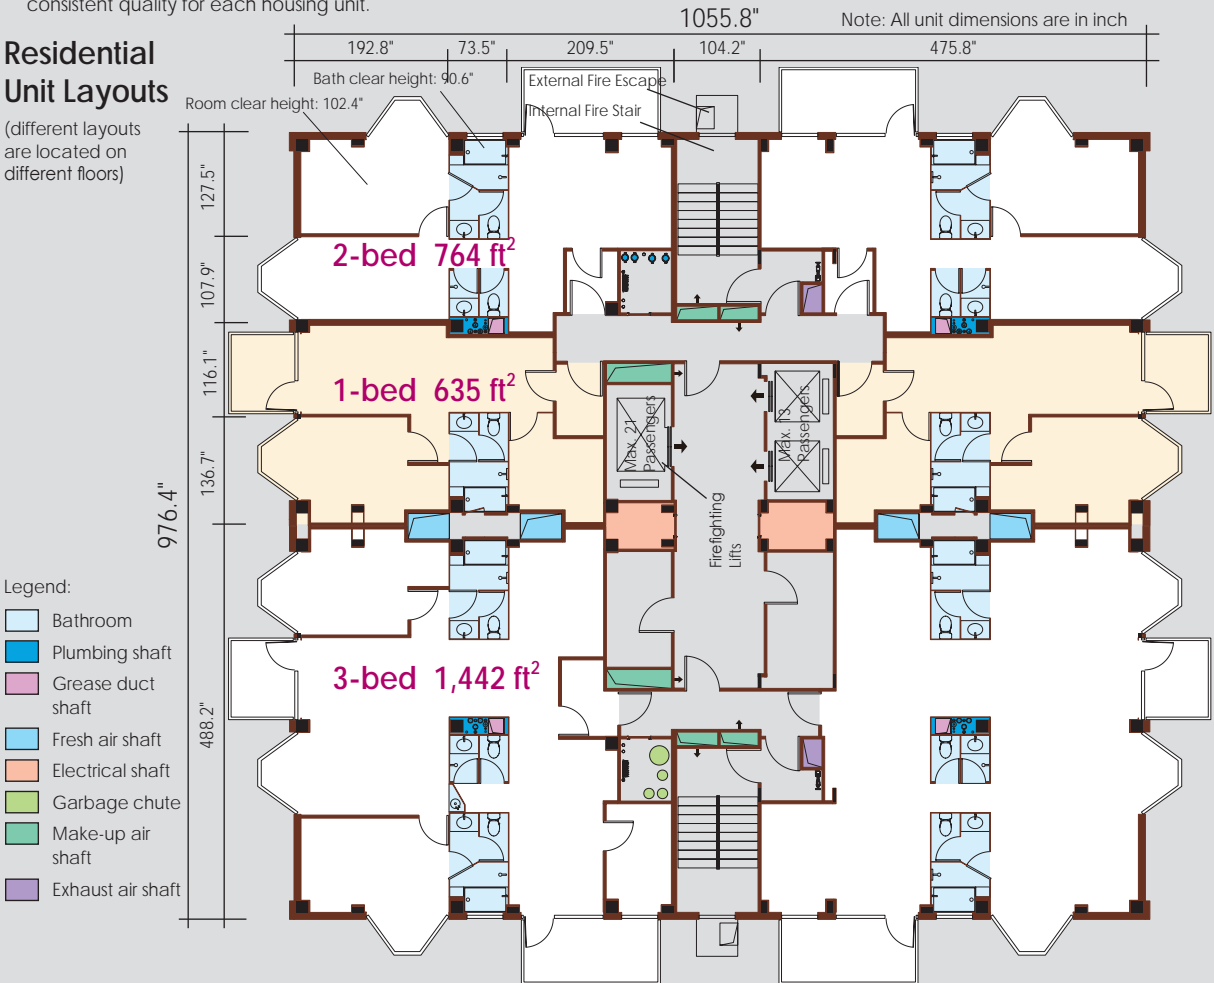 consistent quality for each housing unit.
1055.8"
Note: All unit dimensions are in inch
Residential
Unit Layouts
(different layouts
are located on
different floors)
192.8"
73.5"
209.5"
104.2"
475.8"
Bath clear height: 90.6"
Room clear height: 102.4"
External Fire Escape
Internal Fire Stair
127.5"
107.9"
116.1"
136.7"
488.2"
976.4"
2-bed 764 ft²
1-bed 635 ft²
3-bed 1,442 ft²
Max. 21
Passengers
Max. 13
Passengers
Firefighting
Lifts
Legend:
Bathroom
Plumbing shaft
Grease duct
shaft
Fresh air shaft
Electrical shaft
Garbage chute
Make-up air
shaft
Exhaust air shaft